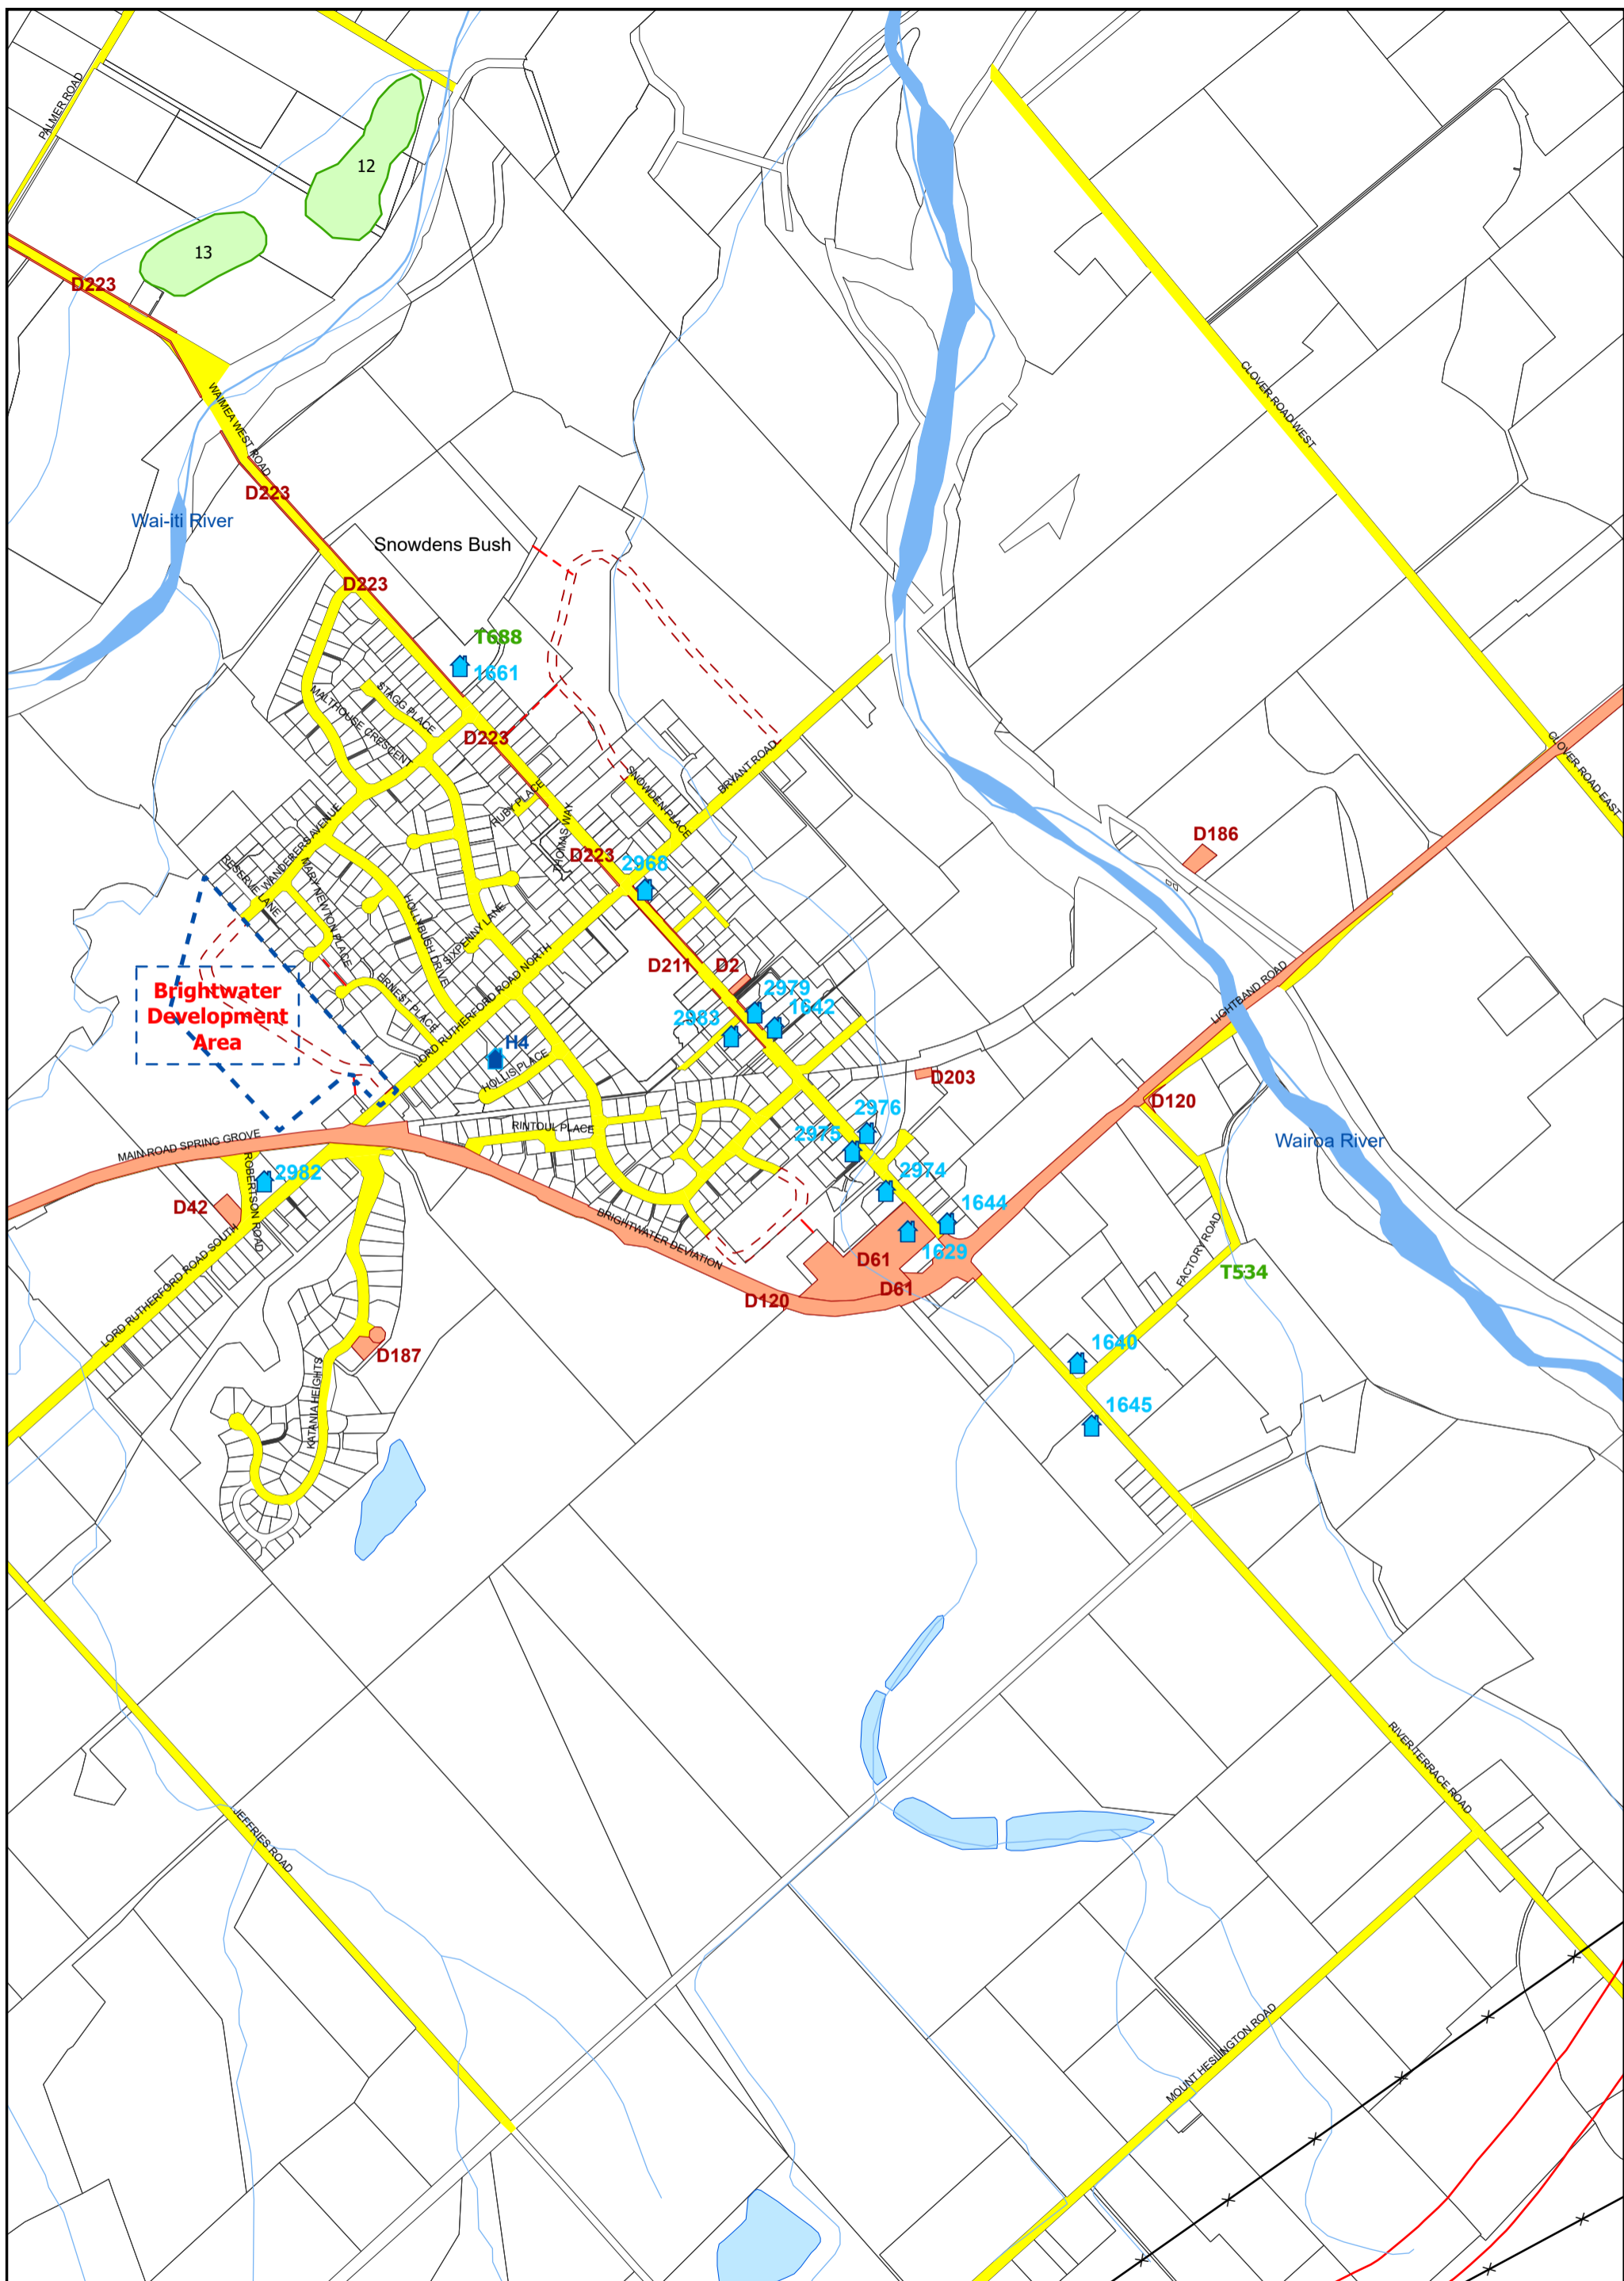 PALMER ROAD
12
13
D223
WAIMEA WEST ROAD
CLOVER ROAD WEST
D223
Wai-iti River
Snowdens Bush
D223
T688
1661
STAGG PLACE
MALTHOUSE CRESCENT
D223
BRYANT ROAD
SNOWDEN PLACE
RUBY PLACE
THOMAS WAY
CLOVER ROAD EAST
D186
D223
2968
WANDERERS AVENUE
RESERVE LANE
MARY NEWTON PLACE
HOLLYBUSH DRIVE
SIXPENNY LANE
D211
D2
2979
1642
2983
Brightwater
Development
Area
ERNEST PLACE
LORD RUTHERFORD ROAD NORTH
H4
HOLLIS PLACE
LIGHTBAND ROAD
D203
D120
2976
2975
Wairoa River
RINTOUL PLACE
MAIN ROAD SPRING GROVE
2982
D42
ROBERTSON ROAD
2974
1644
1629
D61
D61
BRIGHTWATER DEVIATION
D120
FACTORY ROAD
T534
LORD RUTHERFORD ROAD SOUTH
D187
KATANIA HEIGHTS
1640
1645
RIVER TERRACE ROAD
JEFFRIES ROAD
MOUNT HESLINGTON ROAD